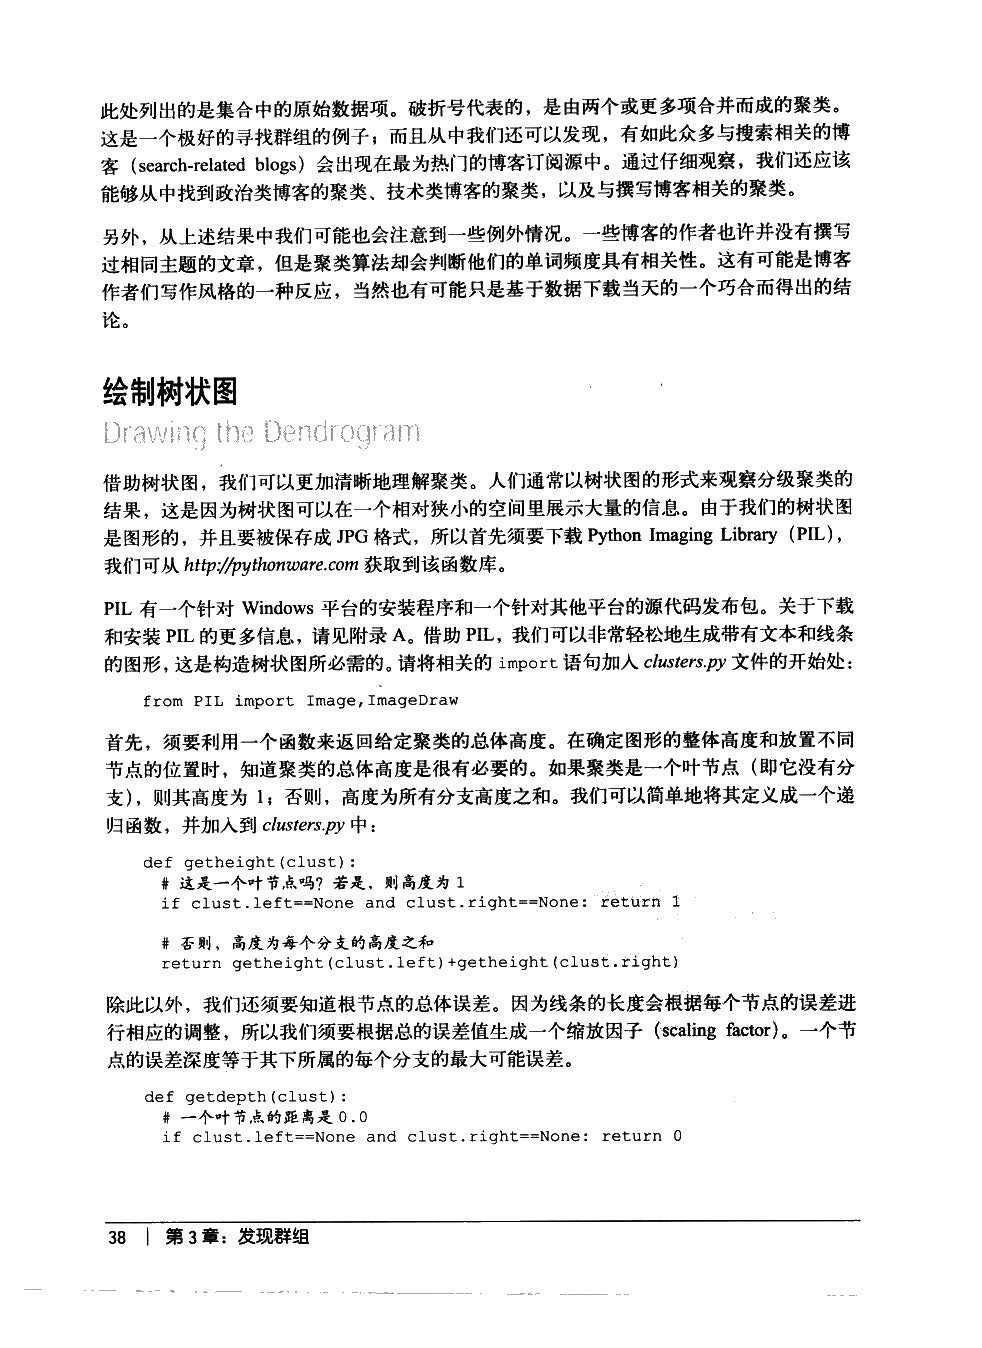 此处列出的是集合中的原始数据项。破折号代表的，是由两个或更多项合并而成的聚类。
这是一个极好的寻找群组的例子；而且从中我们还可以发现，有如此众多与搜索相关的博
客（search-related blogs）会出现在最为热门的博客订阅源中。通过仔细观察，我们还应该
能够从中找到政治类博客的聚类、技术类博客的聚类，以及与撰写博客相关的聚类。
另外，从上述结果中我们可能也会注意到一些例外情况。一些博客的作者也许并没有撰写
过相同主题的文章，但是聚类算法却会判断他们的单词频度具有相关性。这有可能是博客
作者们写作风格的一种反应，当然也有可能只是基于数据下载当天的一个巧合而得出的结
论。
绘制树状图
Drawing the Dendrogram
借助树状图，我们可以更加清晰地理解聚类。人们通常以树状图的形式来观察分级聚类的
结果，这是因为树状图可以在一个相对狭小的空间里展示大量的信息。由于我们的树状图
是图形的，并且要被保存成 JPG 格式，所以首先须要下载 Python Imaging Library（PIL），
我们可从 http://pythonware.com 获取到该函数库。
PIL 有一个针对 Windows 平台的安装程序和一个针对其他平台的源代码发布包。关于下载
和安装 PIL 的更多信息，请见附录 A。借助 PIL，我们可以非常轻松地生成带有文本和线条
的图形，这是构造树状图所必需的。请将相关的 import 语句加入 clusters.py 文件的开始处：
from PIL import Image,ImageDraw
首先，须要利用一个函数来返回给定聚类的总体高度。在确定图形的整体高度和放置不同
节点的位置时，知道聚类的总体高度是很有必要的。如果聚类是一个叶节点（即它没有分
支），则其高度为 1；否则，高度为所有分支高度之和。我们可以简单地将其定义成一个递
归函数，并加入到 clusters.py 中：
def getheight(clust):
# 这是一个叶节点吗？若是，则高度为 1
if clust.left==None and clust.right==None: return 1
# 否则，高度为每个分支的高度之和
return getheight(clust.left)+getheight(clust.right)
除此以外，我们还须要知道根节点的总体误差。因为线条的长度会根据每个节点的误差进
行相应的调整，所以我们须要根据总的误差值生成一个缩放因子（scaling factor）。一个节
点的误差深度等于其下所属的每个分支的最大可能误差。
def getdepth(clust):
# 一个叶节点的距离是 0.0
if clust.left==None and clust.right==None: return 0
38 | 第 3 章：发现群组